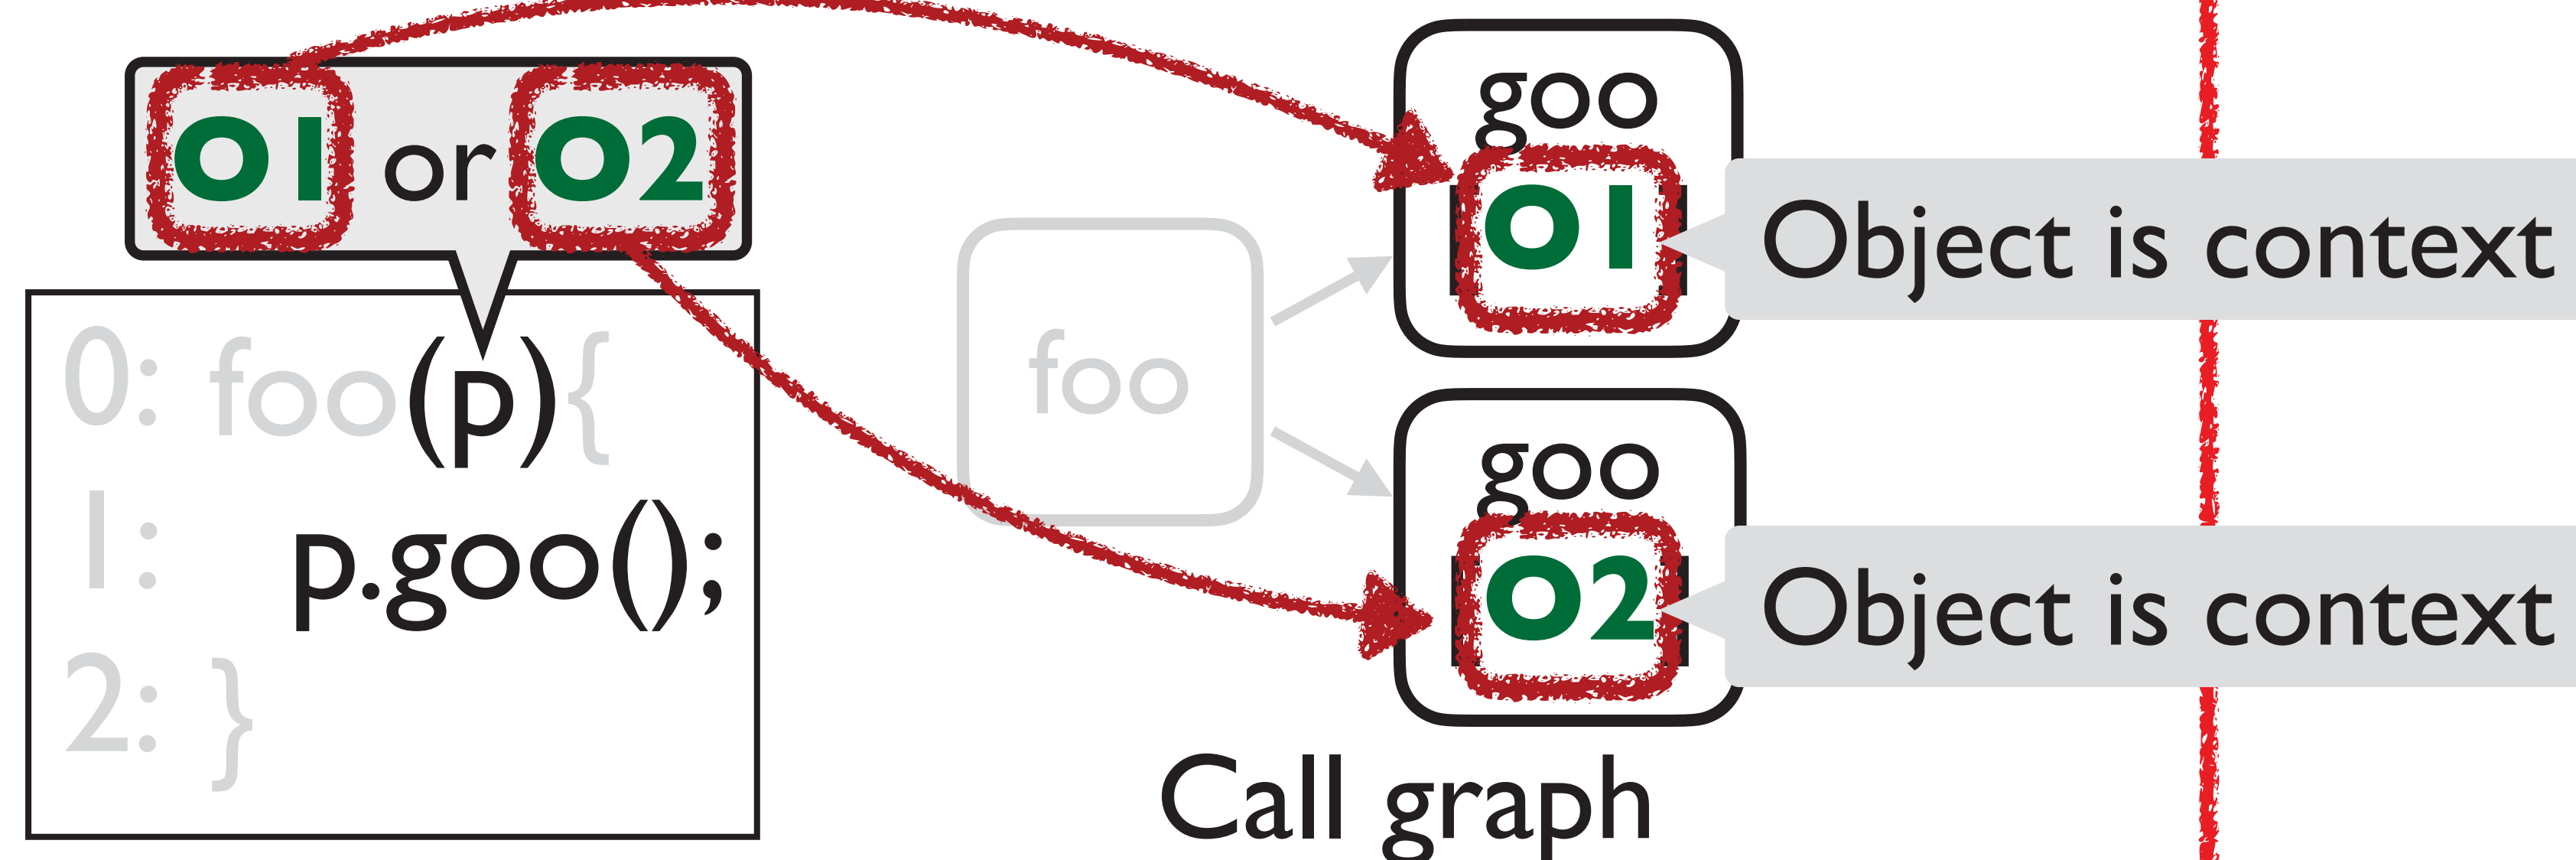 O1 or O2
0: foo(p){
1: p.goo();
2: }
foo
goo
[O1]
Object is context
goo
[O2]
Object is context
Call graph